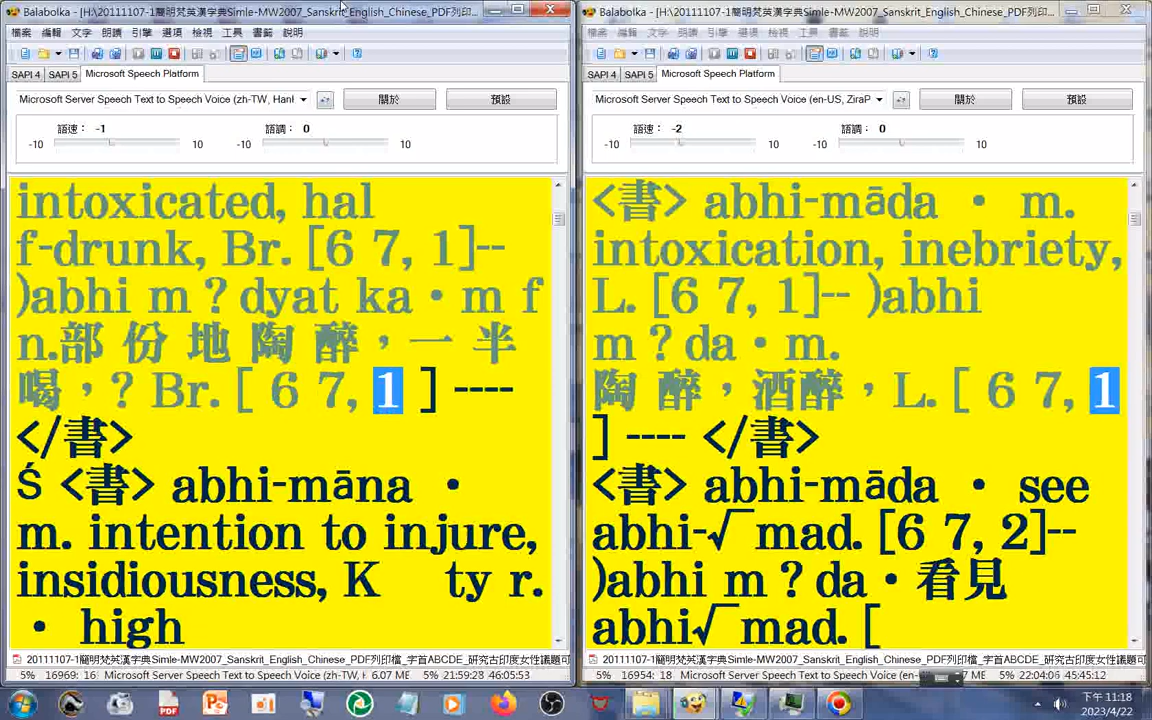 Balabolka - [H:\20111107-1簡明梵英漢字典Simle-MW2007_Sanskrit_English_Chinese_PDF列印...
檔案 編輯 文字 朗讀 引擎 選項 檢視 工具 書籤 說明
SAPI 4 SAPI 5 Microsoft Speech Platform
Microsoft Server Speech Text to Speech Voice (zh-TW, Han 關於 預設
語速： -1 語調： 0
-10 10 -10 10
intoxicated, hal
f-drunk, Br. [6 7, 1]--
)abhi m ? dyat ka • m f
n.部 份 地 陶 醉，一 半
喝，? Br. [ 6 7, 1 ] ----
</書>
Ś <書> abhi-māna •
m. intention to injure,
insidiousness, K ty r.
• high
20111107-1簡明梵英漢字典Simle-MW2007_Sanskrit_English_Chinese_PDF列印檔_字首ABCDE_研究古印度女性議題可
5% 16969: 16 Microsoft Server Speech Text to Speech Voice (zh-TW, H 6.07 ME 5% 21:59:28 46:05:53
Balabolka - [H:\20111107-1簡明梵英漢字典Simle-MW2007_Sanskrit_English_Chinese_PDF列印...
檔案 編輯 文字 朗讀 引擎 選項 檢視 工具 書籤 說明
SAPI 4 SAPI 5 Microsoft Speech Platform
Microsoft Server Speech Text to Speech Voice (en-US, ZiraP 關於 預設
語速： -2 語調： 0
-10 10 -10 10
<書> abhi-māda • m.
intoxication, inebriety,
L. [6 7, 1]-- )abhi
m ? da • m.
陶 醉，酒醉，L. [ 6 7, 1
] ---- </書>
<書> abhi-māda • see
abhi-√ mad. [6 7, 2]--
)abhi m ? da • 看見
abhi√ mad. [
20111107-1簡明梵英漢字典Simle-MW2007_Sanskrit_English_Chinese_PDF列印檔_字首ABCDE_研究古印度女性議題可
5% 16954: 18 Microsoft Server Speech Text to Speech Voice 5% 22:04:06 45:45:12
下午 11:18
2023/4/22